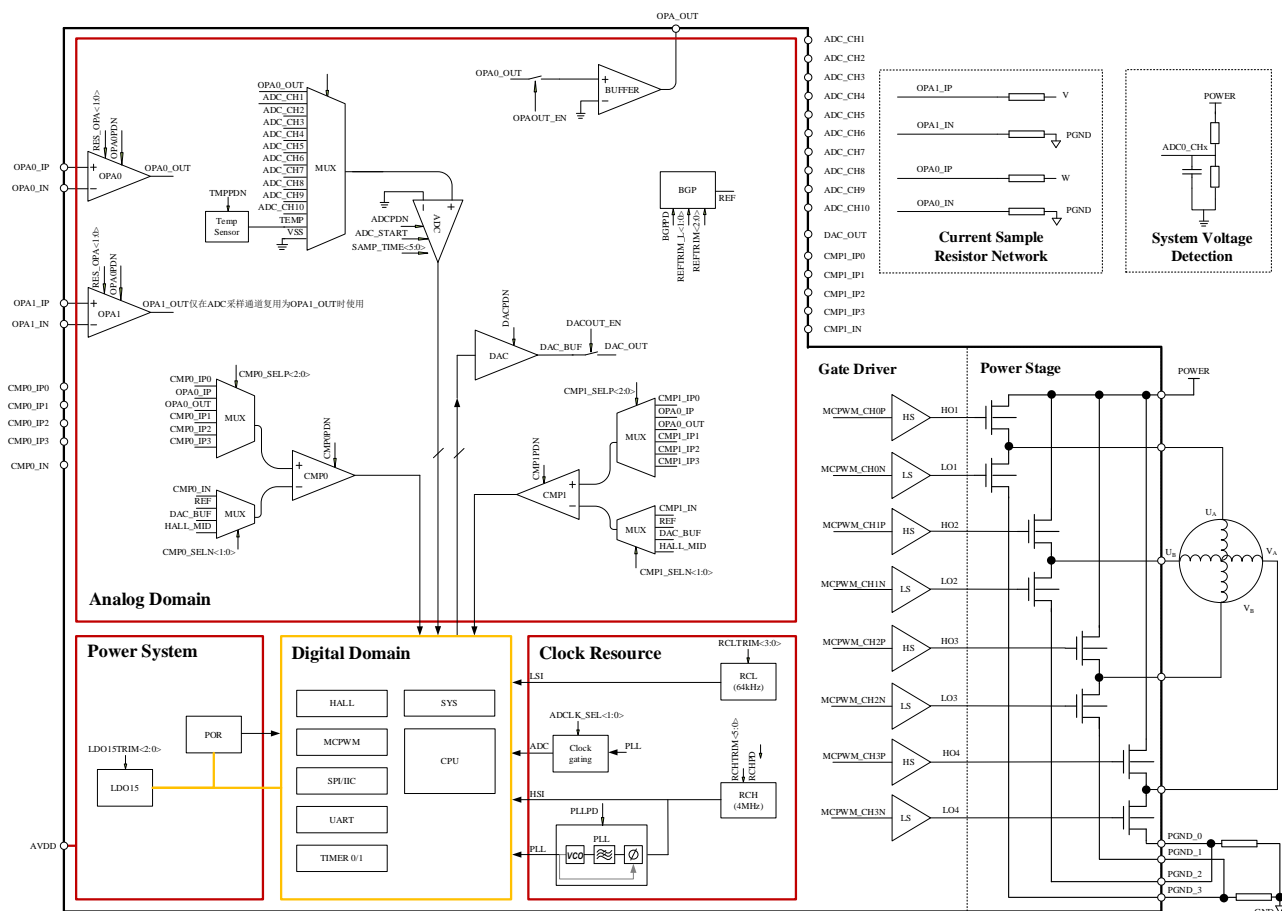 OPA_OUT
OPA0_OUT
BUFFER
OPAOUT_EN
OPA0_OUT
ADC_CH1
ADC_CH2
ADC_CH3
ADC_CH4
ADC_CH5
ADC_CH6
ADC_CH7
ADC_CH8
ADC_CH9
ADC_CH10
TEMP
VSS
MUX
RES_OPA<1:0>
OPA0PDN
OPA0_IP
OPA0_IN
OPA0
OPA0_OUT
TMPPDN
Temp
Sensor
ADC
ADCPDN
ADC_START
SAMP_TIME<5:0>
BGP
REF
BGPPD
REFTRIM_L<1:0>
REFTRIM<2:0>
RES_OPA<1:0>
OPA0PDN
OPA1_IP
OPA1_IN
OPA1
OPA1_OUT仅在ADC采样通道复用为OPA1_OUT时使用
DACPDN
DAC
DAC_BUF
DACOUT_EN
DAC_OUT
CMP0_IP0
CMP0_IP1
CMP0_IP2
CMP0_IP3
CMP0_IN
CMP0_SELP<2:0>
CMP0_IP0
OPA0_IP
OPA0_OUT
CMP0_IP1
CMP0_IP2
CMP0_IP3
MUX
CMP0PDN
CMP0
CMP0_IN
REF
DAC_BUF
HALL_MID
MUX
CMP0_SELN<1:0>
CMP1_SELP<2:0>
CMP1_IP0
OPA0_IP
OPA0_OUT
CMP1_IP1
CMP1_IP2
CMP1_IP3
MUX
CMP1PDN
CMP1
CMP1_IN
REF
DAC_BUF
HALL_MID
MUX
CMP1_SELN<1:0>
Analog Domain
ADC_CH1
ADC_CH2
ADC_CH3
ADC_CH4
ADC_CH5
ADC_CH6
ADC_CH7
ADC_CH8
ADC_CH9
ADC_CH10
DAC_OUT
CMP1_IP0
CMP1_IP1
CMP1_IP2
CMP1_IP3
CMP1_IN
OPA1_IP
V
OPA1_IN
PGND
OPA0_IP
W
OPA0_IN
PGND
Current Sample
Resistor Network
POWER
ADC0_CHx
System Voltage
Detection
Power System
POR
LDO15TRIM<2:0>
LDO15
AVDD
Digital Domain
HALL
MCPWM
SPI/IIC
UART
TIMER 0/1
SYS
CPU
Clock Resource
RCLTRIM<3:0>
LSI
RCL
(64kHz)
ADCLK_SEL<1:0>
ADC
Clock
gating
PLL
RCHTRIM<5:0>
RCHPD
HSI
RCH
(4MHz)
PLLPD
PLL
PLL
VCO
Ø
Gate Driver
Power Stage
POWER
MCPWM_CH0P
HS
HO1
MCPWM_CH0N
LS
LO1
MCPWM_CH1P
HS
HO2
MCPWM_CH1N
LS
LO2
MCPWM_CH2P
HS
HO3
MCPWM_CH2N
LS
LO3
MCPWM_CH3P
HS
HO4
MCPWM_CH3N
LS
LO4
UA
UB
VA
VB
PGND_0
PGND_1
PGND_2
PGND_3